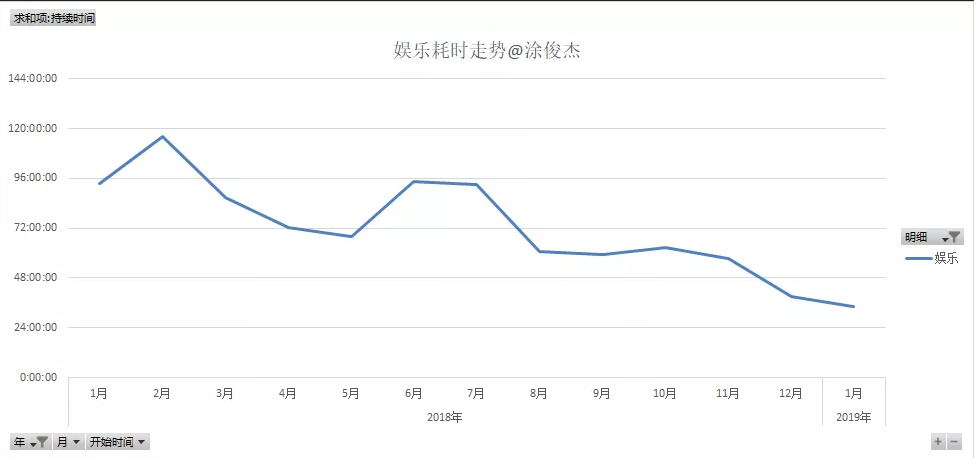 求和项:持续时间
娱乐耗时走势@涂俊杰
144:00:00
120:00:00
96:00:00
72:00:00
48:00:00
24:00:00
0:00:00
明细
娱乐
1月 2月 3月 4月 5月 6月 7月 8月 9月 10月 11月 12月 1月
2018年 2019年
年 月 开始时间